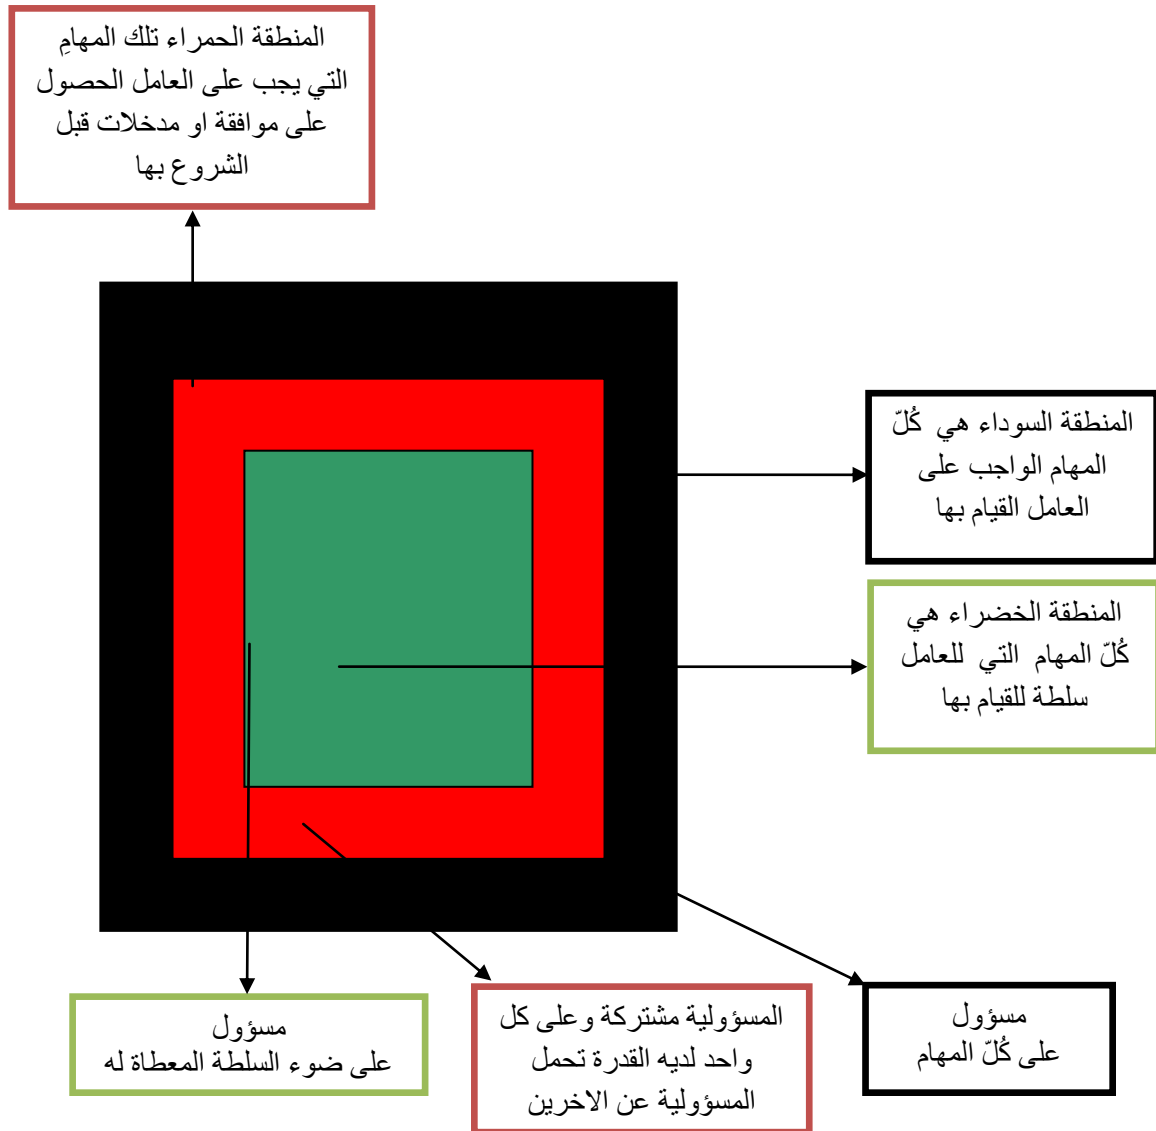 المنطقة الحمراء تلك المهامِ
التي يجب على العامل الحصول
على موافقة او مدخلات قبل
الشروع بها
المنطقة السوداء هي كُلّ
المهام الواجب على
العامل القيام بها
المنطقة الخضراء هي
كُلّ المهام التي للعامل
سلطة للقيام بها
مسؤول
على كُلّ المهام
المسؤولية مشتركة وعلى كل
واحد لديه القدرة تحمل
المسؤولية عن الاخرين
مسؤول
على ضوء السلطة المعطاة له